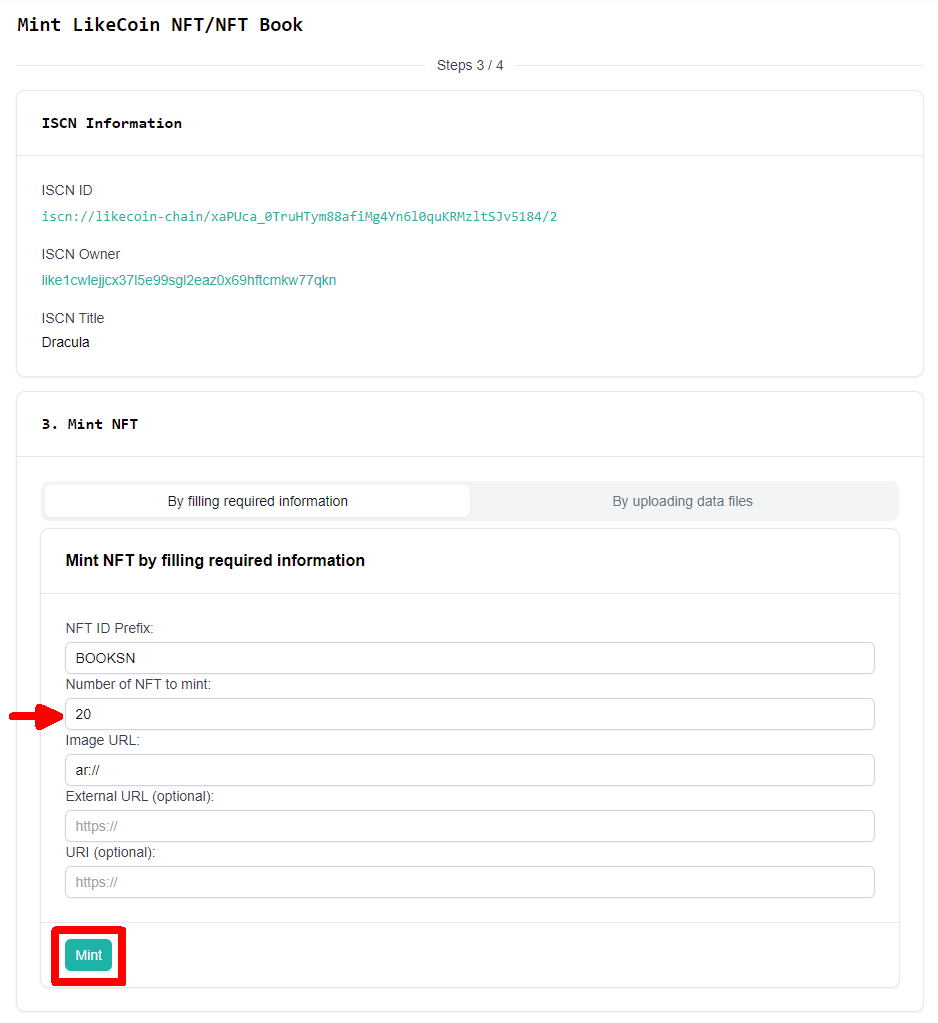 Mint LikeCoin NFT/NFT Book
Steps 3 / 4
ISCN Information
ISCN ID
iscn://likecoin-chain/xaPUca_0TruHTym88afiMg4Yn6l0quKRMzltSJv5184/2
ISCN Owner
like1cwlejjcx37l5e99sgl2eaz0x69hftcmkw77qkn
ISCN Title
Dracula
3. Mint NFT
By filling required information
By uploading data files
Mint NFT by filling required information
NFT ID Prefix:
BOOKSN
Number of NFT to mint:
20
Image URL:
ar://
External URL (optional):
https://
URI (optional):
https://
Mint